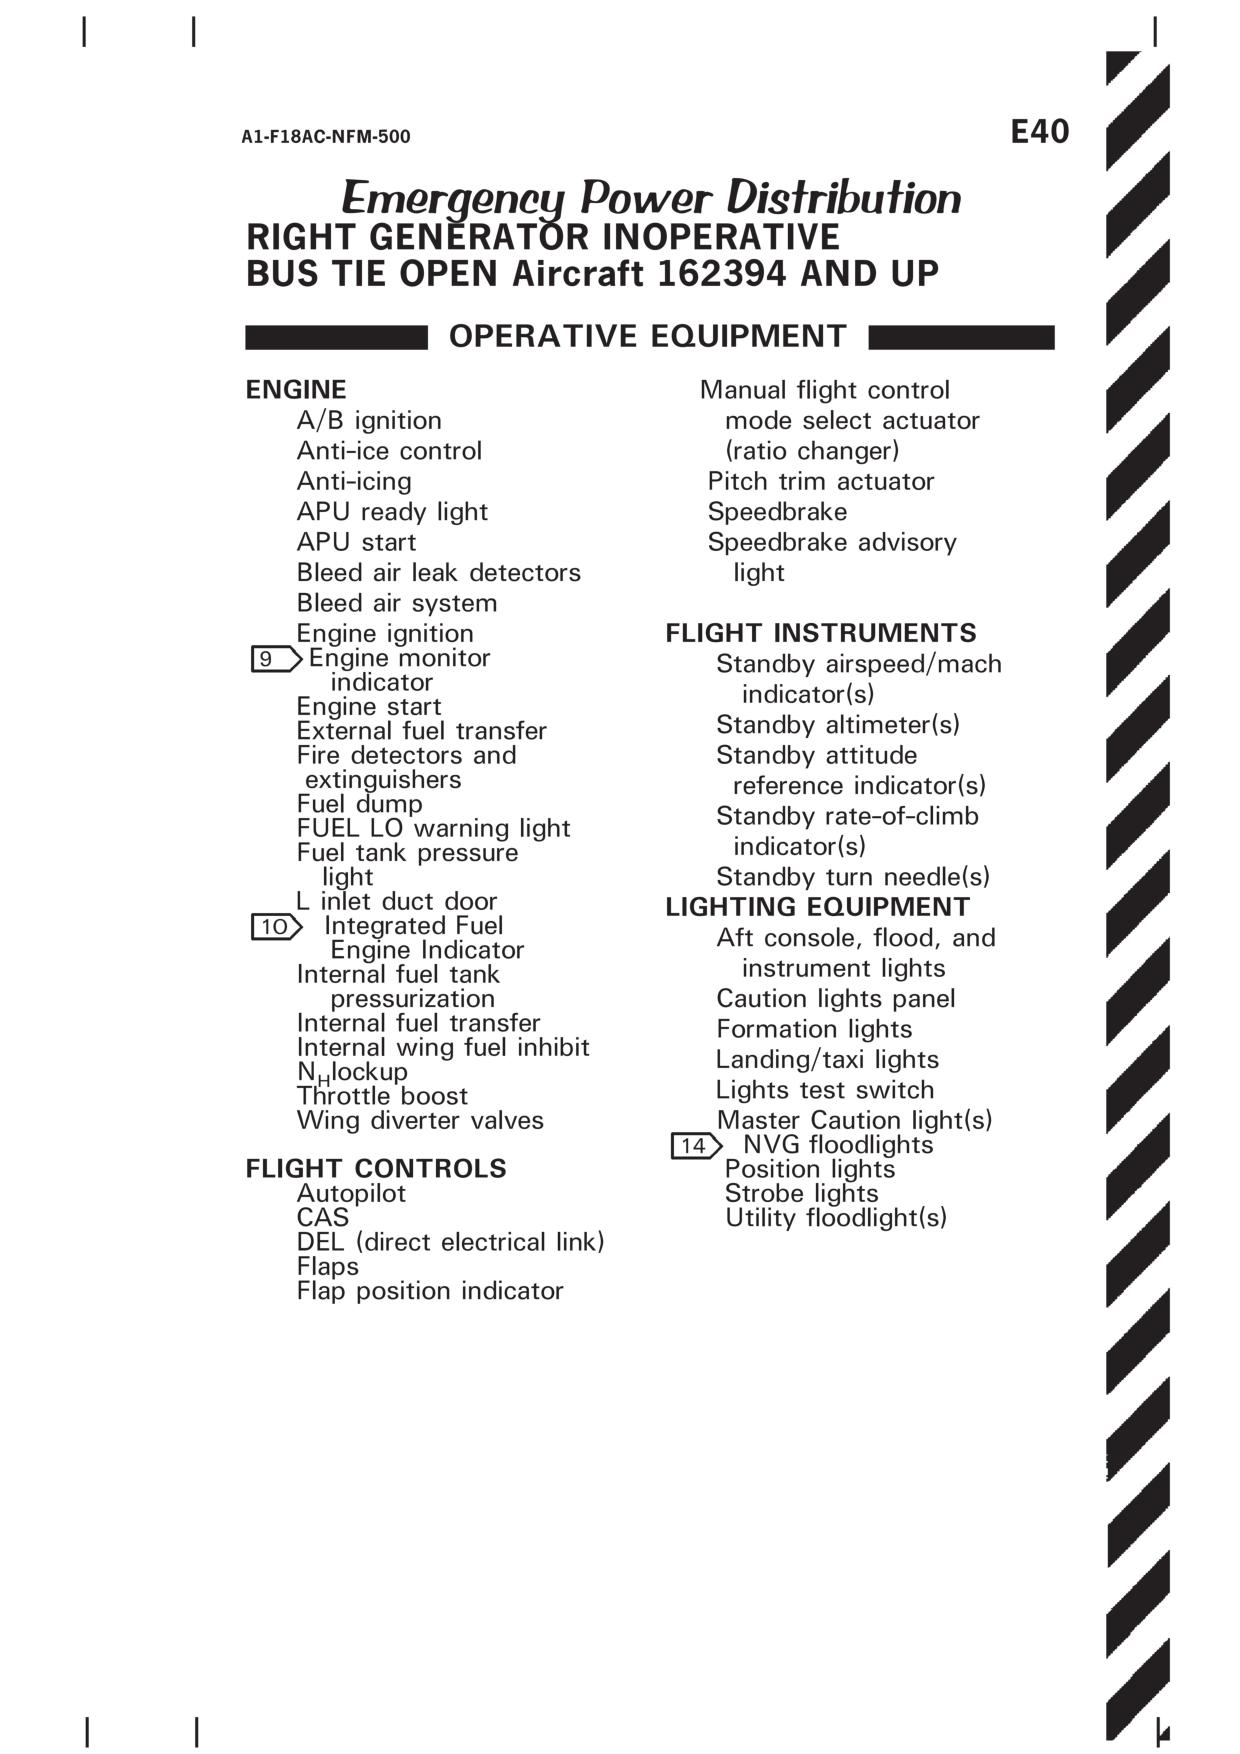 A1-F18AC-NFM-500
E40
Emergency Power Distribution
RIGHT GENERATOR INOPERATIVE
BUS TIE OPEN Aircraft 162394 AND UP
OPERATIVE EQUIPMENT
ENGINE
A/B ignition
Anti-ice control
Anti-icing
APU ready light
APU start
Bleed air leak detectors
Bleed air system
Engine ignition
9 Engine monitor
indicator
Engine start
External fuel transfer
Fire detectors and
extinguishers
Fuel dump
FUEL LO warning light
Fuel tank pressure
light
L inlet duct door
10 Integrated Fuel
Engine Indicator
Internal fuel tank
pressurization
Internal fuel transfer
Internal wing fuel inhibit
NHlockup
Throttle boost
Wing diverter valves
FLIGHT CONTROLS
Autopilot
CAS
DEL (direct electrical link)
Flaps
Flap position indicator
Manual flight control
mode select actuator
(ratio changer)
Pitch trim actuator
Speedbrake
Speedbrake advisory
light
FLIGHT INSTRUMENTS
Standby airspeed/mach
indicator(s)
Standby altimeter(s)
Standby attitude
reference indicator(s)
Standby rate-of-climb
indicator(s)
Standby turn needle(s)
LIGHTING EQUIPMENT
Aft console, flood, and
instrument lights
Caution lights panel
Formation lights
Landing/taxi lights
Lights test switch
Master Caution light(s)
14 NVG floodlights
Position lights
Strobe lights
Utility floodlight(s)